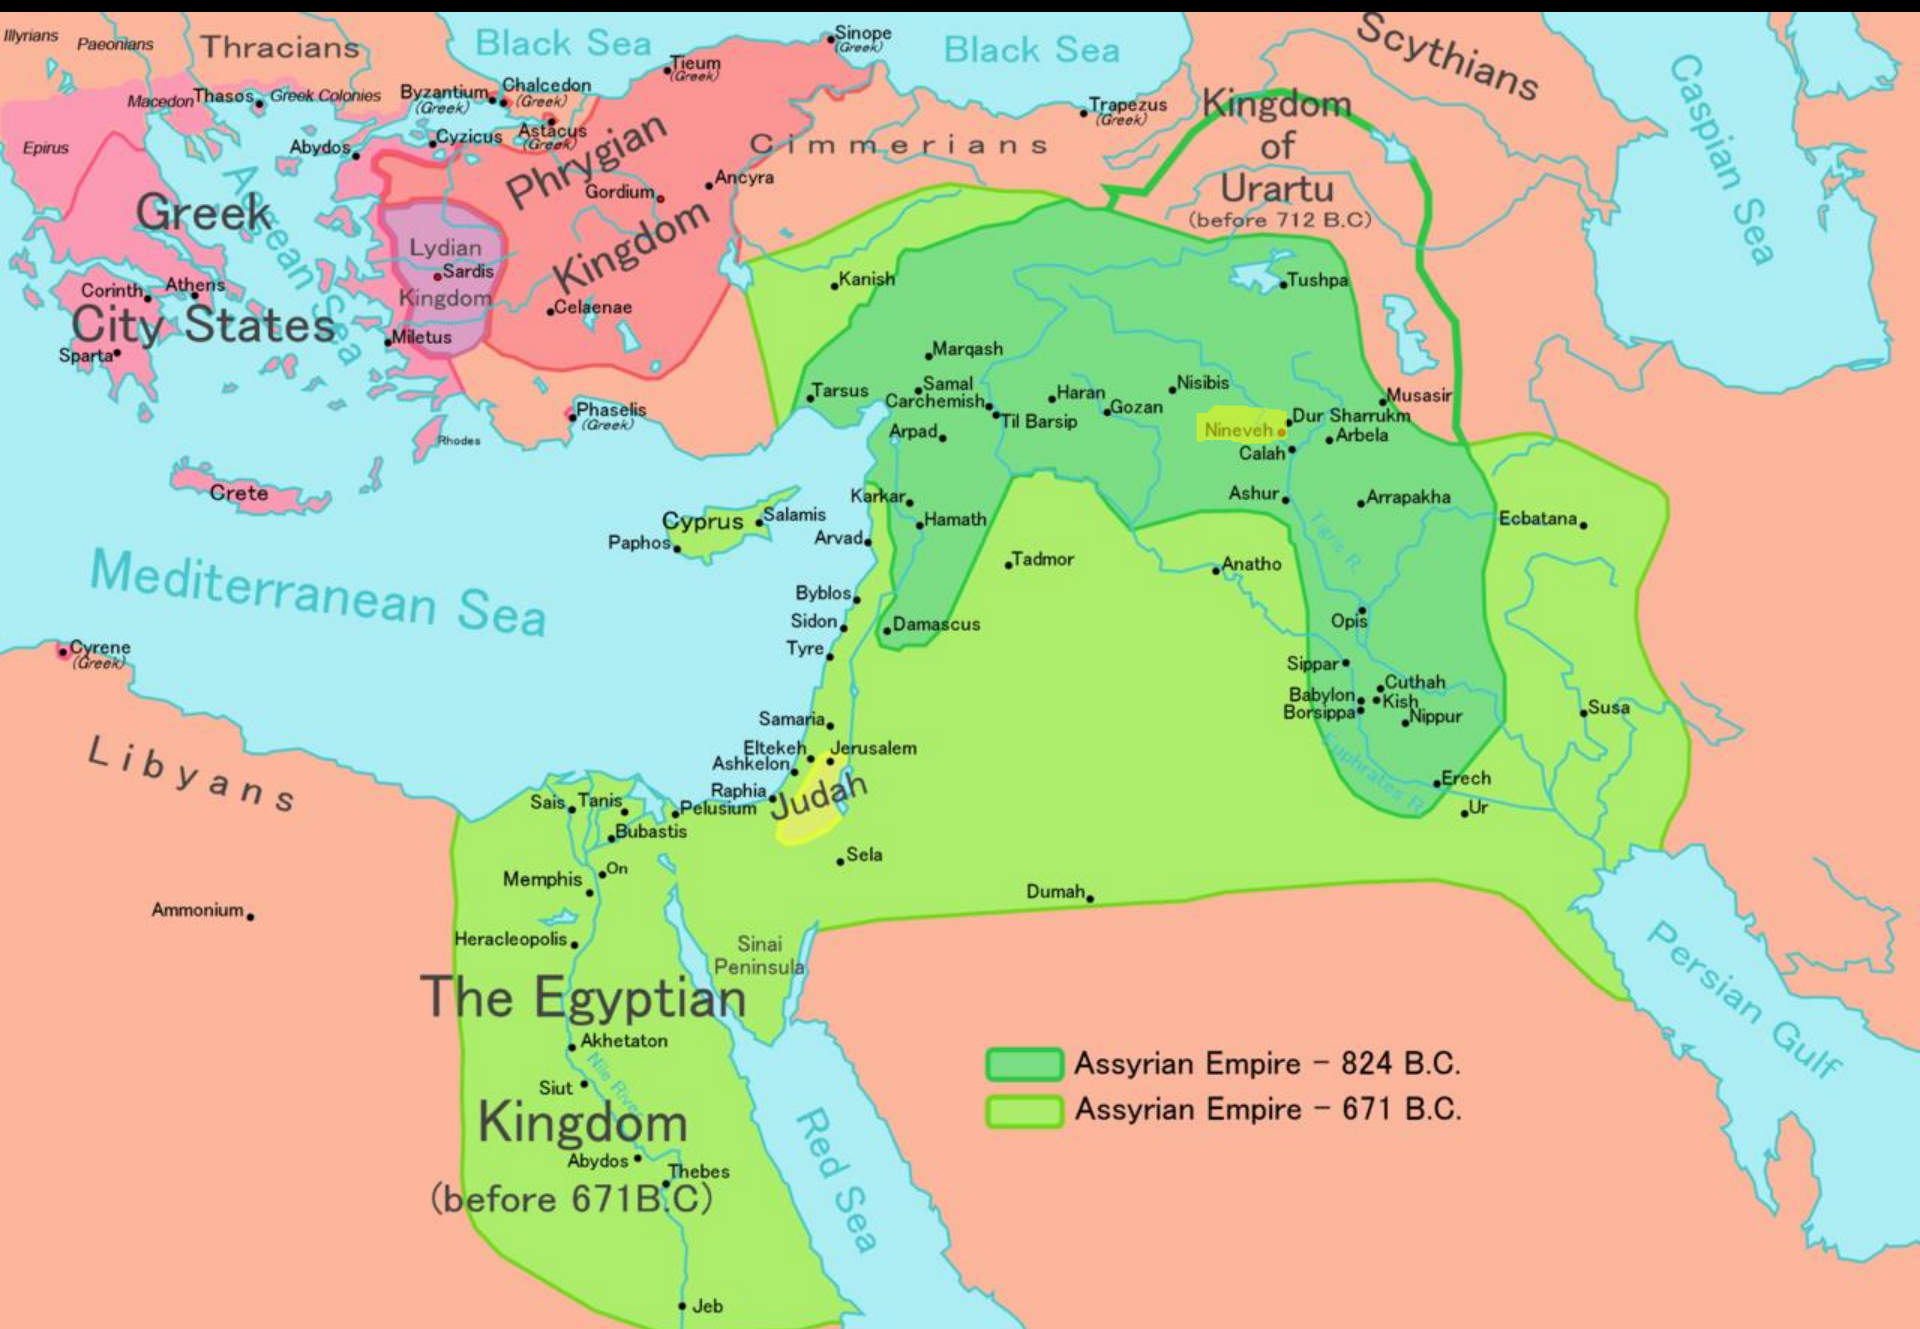 Illyrians
Paeonians
Thracians
Black Sea
Black Sea
Sinope
(Greek)
Tieum
(Greek)
Scythians
Caspian Sea
Macedon
Thasos
Greek Colonies
Byzantium
(Greek)
Chalcedon
(Greek)
Trapezus
(Greek)
Kingdom
of
Urartu
(before 712 B.C)
Epirus
Abydos
Cyzicus
Astacus
(Greek)
Cimmerians
Phrygian
Kingdom
Gordium
Ancyra
Greek
City States
Aegean Sea
Lydian
Kingdom
Sardis
Celaenae
Kanish
Tushpa
Corinth
Athens
Sparta
Miletus
Marqash
Tarsus
Samal
Carchemish
Til Barsip
Haran
Gozan
Nisibis
Musasir
Dur Sharrukm
Nineveh
Arbela
Calah
Phaselis
(Greek)
Rhodes
Arpad
Crete
Karkar
Hamath
Ashur
Arrapakha
Ecbatana
Cyprus
Salamis
Paphos
Arvad
Tadmor
Anatho
Tigris R.
Mediterranean Sea
Byblos
Sidon
Damascus
Tyre
Opis
Cyrene
(Greek)
Sippar
Cuthah
Babylon
Kish
Borsippa
Nippur
Susa
Samaria
Eltekeh
Jerusalem
Ashkelon
Raphia
Judah
Euphrates R.
Erech
Ur
Libyans
Sais
Tanis
Pelusium
Bubastis
On
Memphis
Sela
Dumah
Ammonium
Heracleopolis
Sinai
Peninsula
Persian Gulf
The Egyptian
Kingdom
(before 671B.C)
Akhetaton
Nile River
Siut
Abydos
Thebes
Red Sea
Jeb
Assyrian Empire – 824 B.C.
Assyrian Empire – 671 B.C.